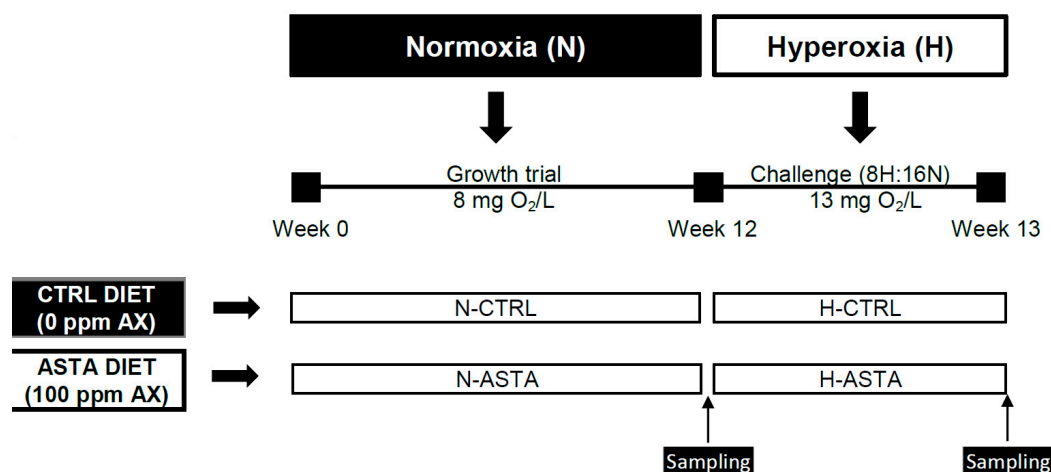 Normoxia (N)
Hyperoxia (H)
Growth trial
8 mg O₂/L
Challenge (8H:16N)
13 mg O₂/L
Week 0
Week 12
Week 13
CTRL DIET
(0 ppm AX)
N-CTRL
H-CTRL
ASTA DIET
(100 ppm AX)
N-ASTA
H-ASTA
Sampling
Sampling